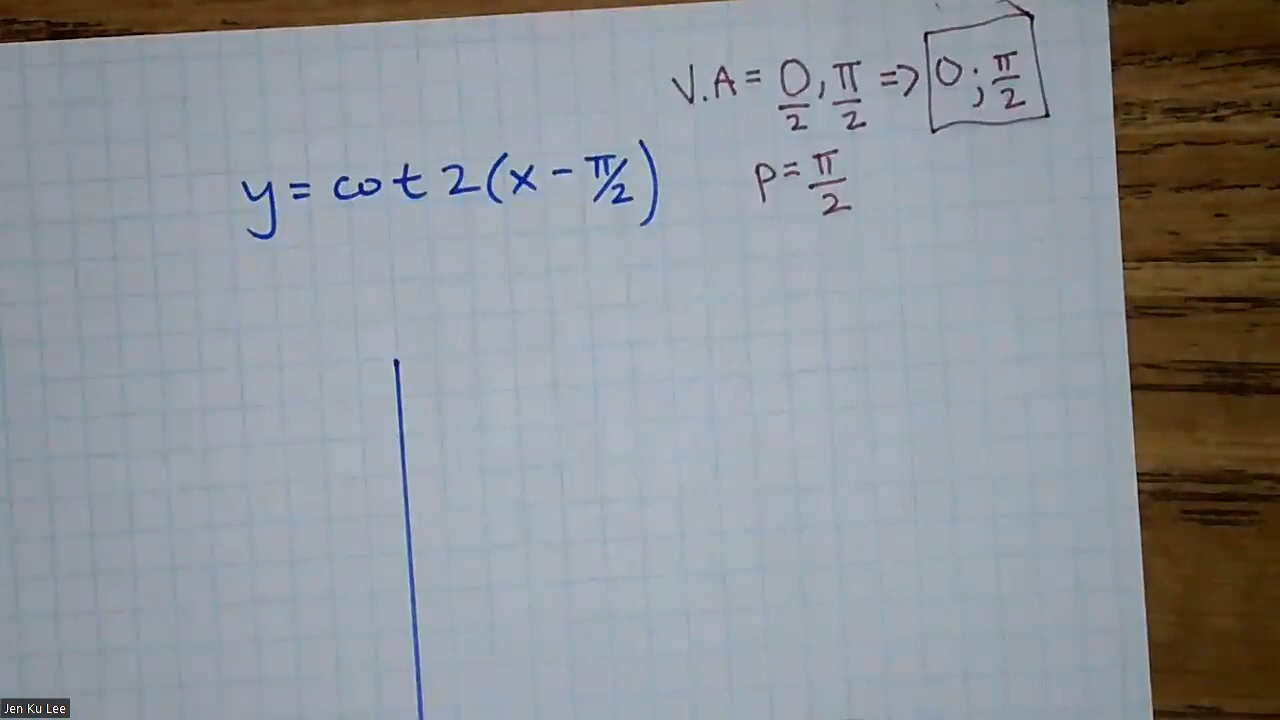 V.A = 0/2, π/2 => 0; π/2
y = cot 2(x - π/2)
p = π/2
Jen Ku Lee